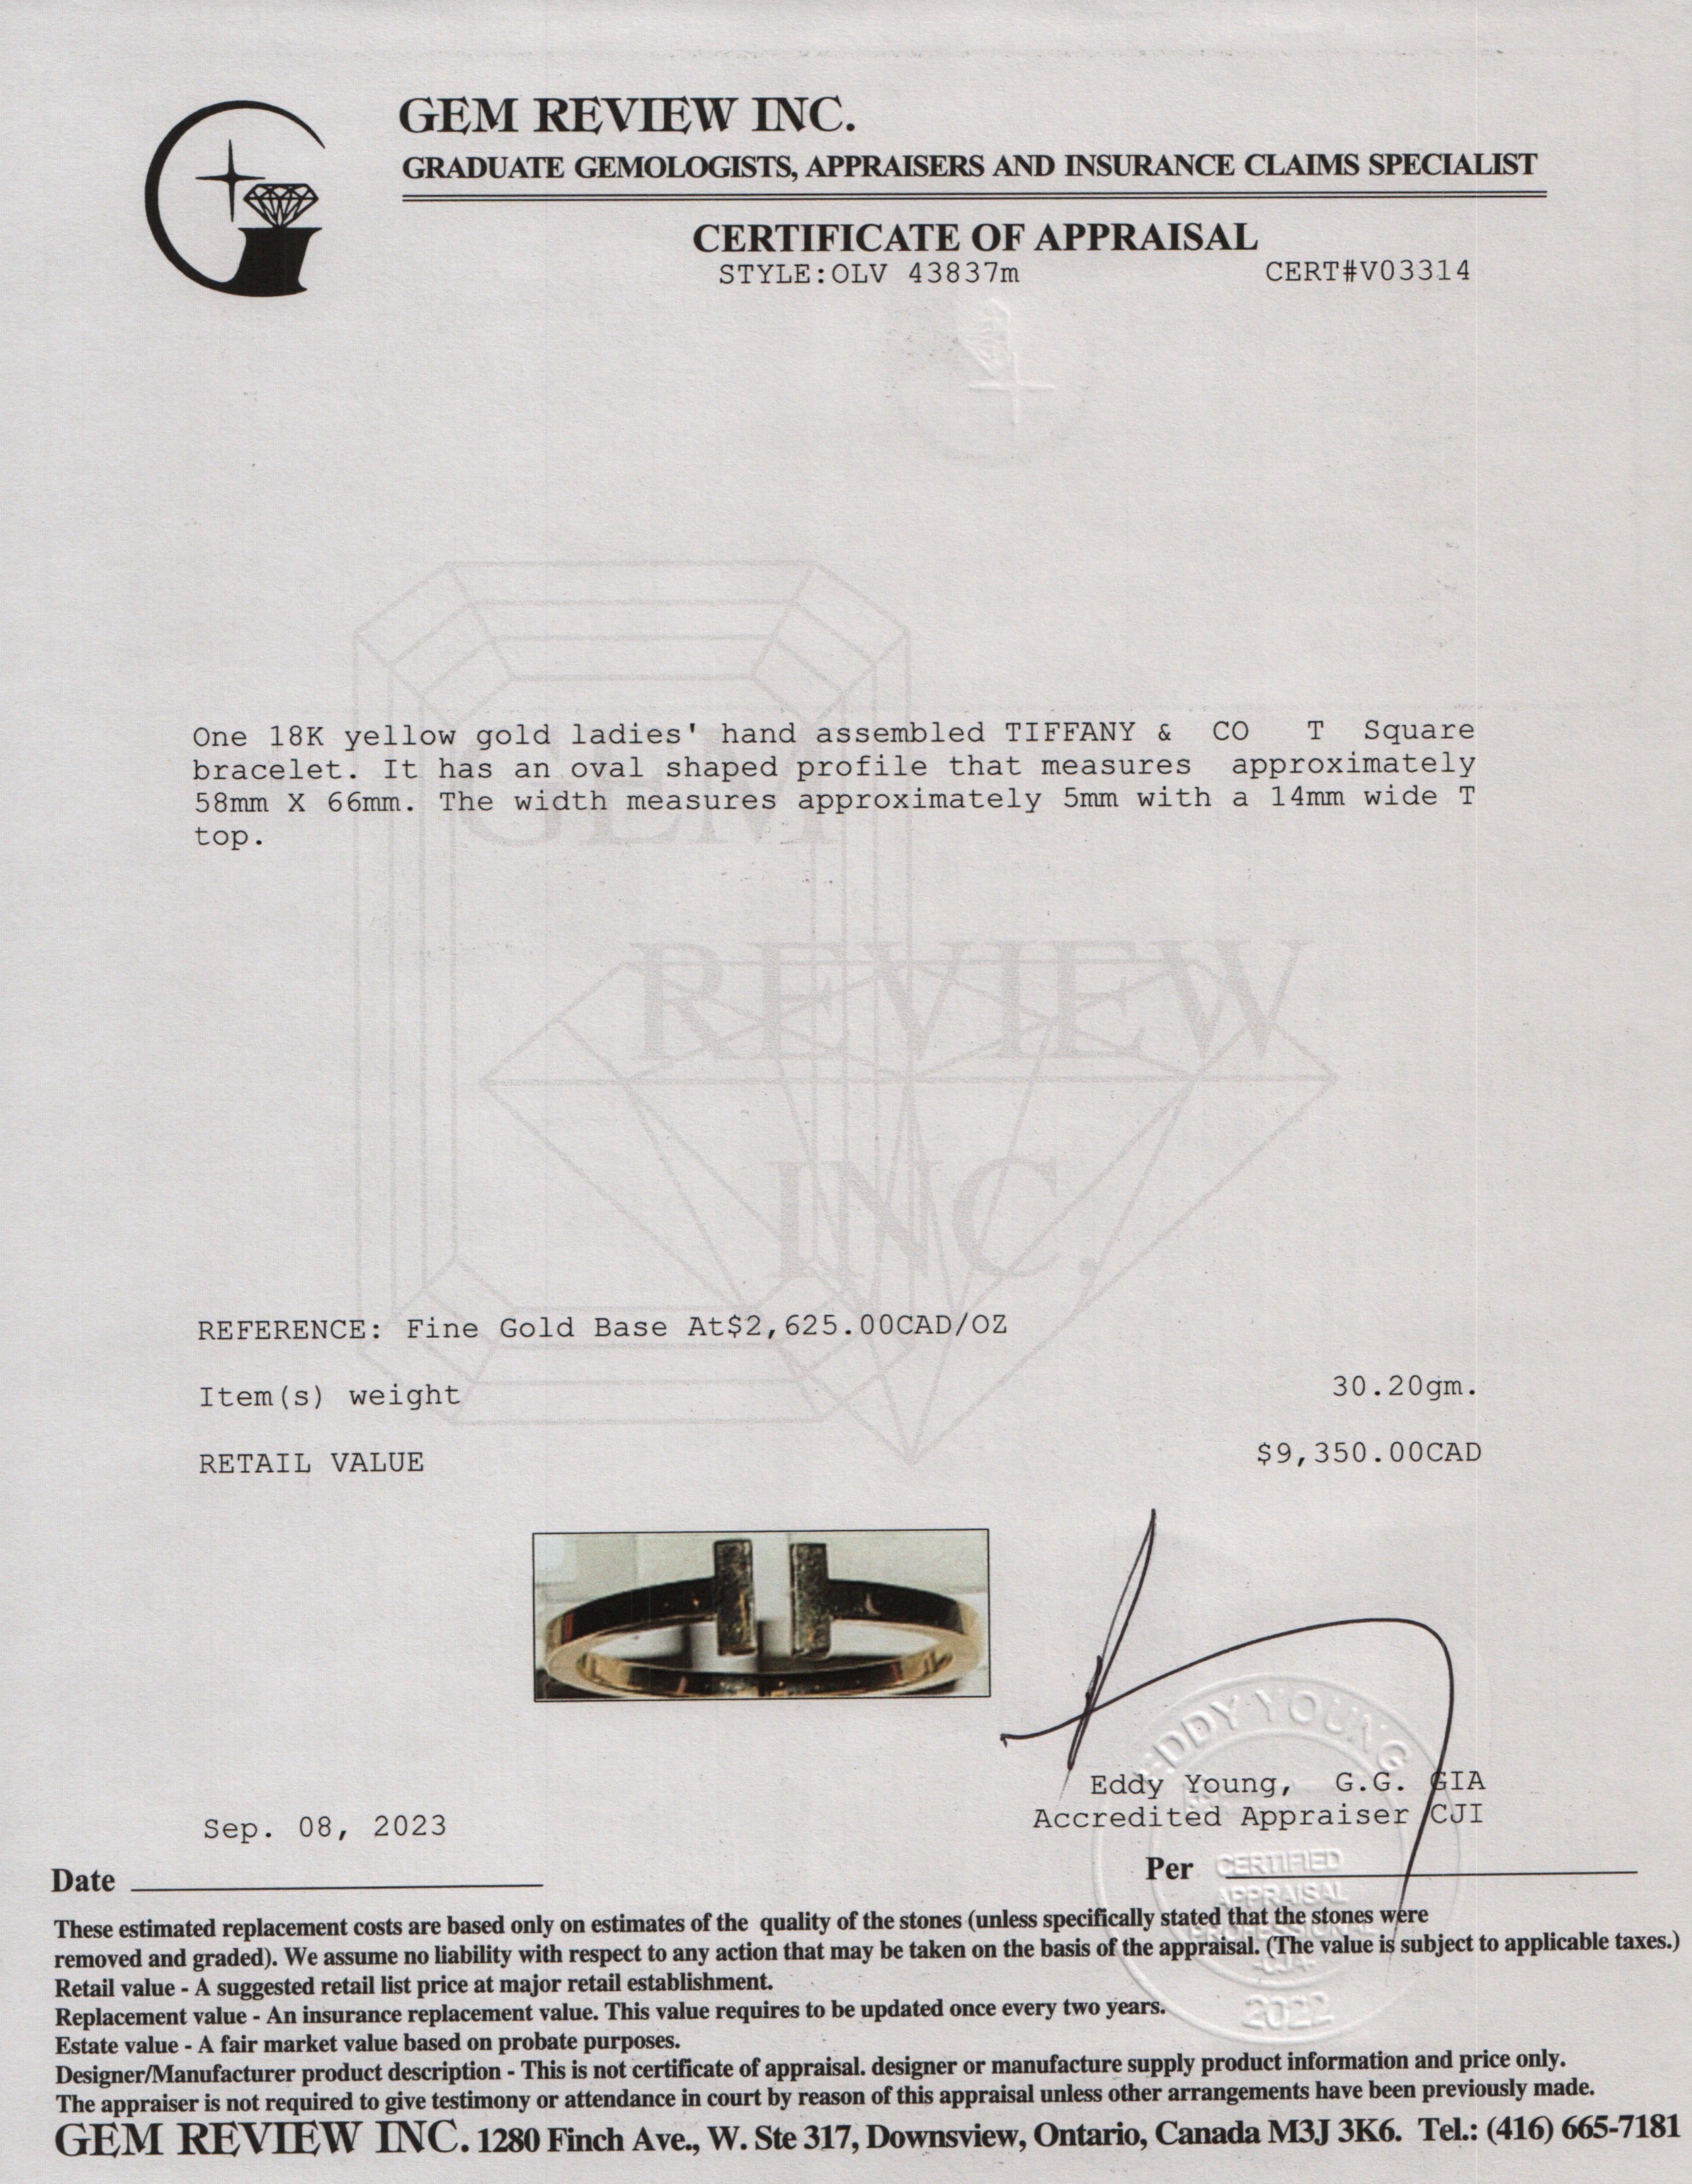 GEM REVIEW INC.
GRADUATE GEMOLOGISTS, APPRAISERS AND INSURANCE CLAIMS SPECIALIST
CERTIFICATE OF APPRAISAL
STYLE:OLV 43837m CERT#V03314
One 18K yellow gold ladies' hand assembled TIFFANY & CO T Square
bracelet. It has an oval shaped profile that measures approximately
58mm X 66mm. The width measures approximately 5mm with a 14mm wide T
top.
GEM
REVIEW
INC.
REFERENCE: Fine Gold Base At$2,625.00CAD/OZ
Item(s) weight 30.20gm.
RETAIL VALUE $9,350.00CAD
EDDY YOUNG
Eddy Young, G.G. GIA
Accredited Appraiser CJI
Sep. 08, 2023
Date
Per
CERTIFIED
APPRAISAL
PROFESSIONAL
2022
These estimated replacement costs are based only on estimates of the quality of the stones (unless specifically stated that the stones were
removed and graded). We assume no liability with respect to any action that may be taken on the basis of the appraisal. (The value is subject to applicable taxes.)
Retail value - A suggested retail list price at major retail establishment.
Replacement value - An insurance replacement value. This value requires to be updated once every two years.
Estate value - A fair market value based on probate purposes.
Designer/Manufacturer product description - This is not certificate of appraisal. designer or manufacture supply product information and price only.
The appraiser is not required to give testimony or attendance in court by reason of this appraisal unless other arrangements have been previously made.
GEM REVIEW INC. 1280 Finch Ave., W. Ste 317, Downsview, Ontario, Canada M3J 3K6. Tel.: (416) 665-7181